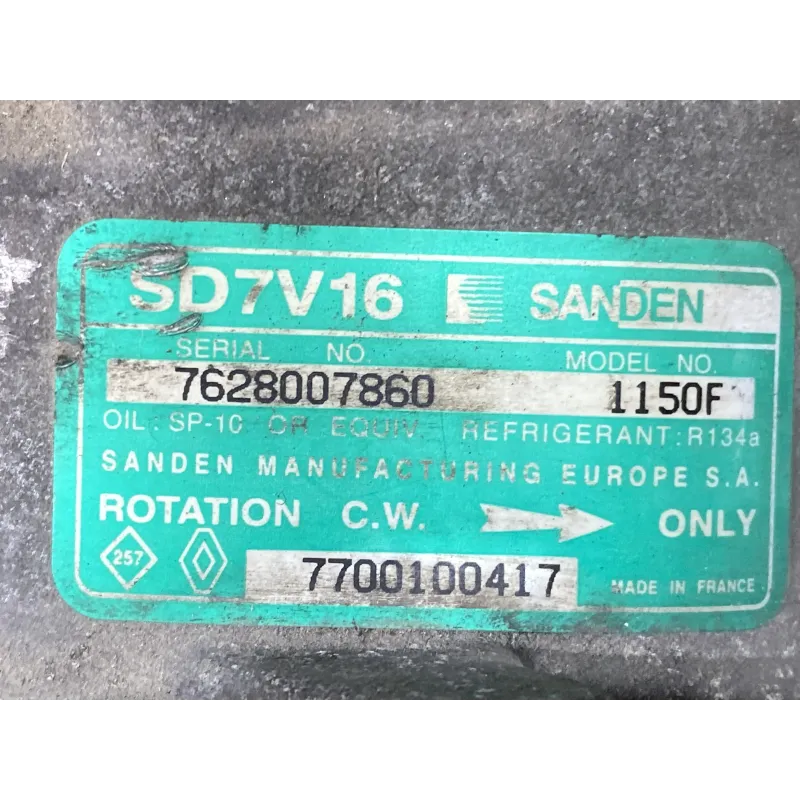 SD7V16 SANDEN
SERIAL NO. MODEL NO.
7628007860 1150F
OIL: SP-10 OR EQUIV. REFRIGERANT: R134a
SANDEN MANUFACTURING EUROPE S.A.
ROTATION C.W. ONLY
257 7700100417 MADE IN FRANCE